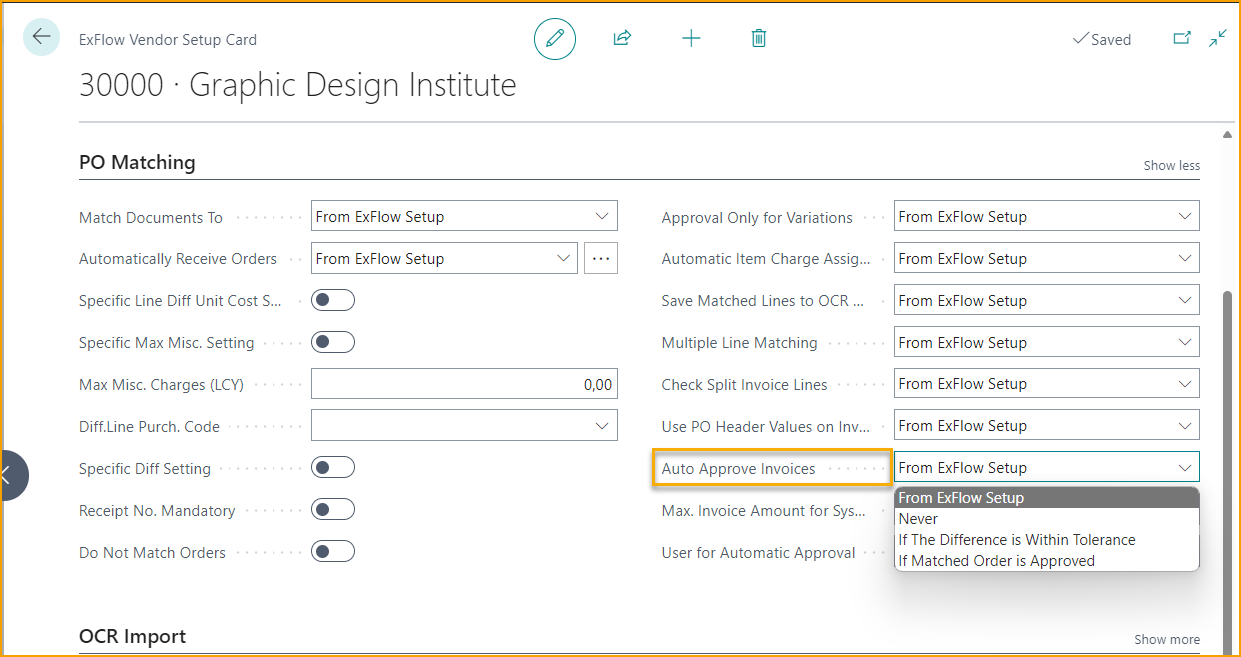 ExFlow Vendor Setup Card
Saved
30000 · Graphic Design Institute
PO Matching
Show less
Match Documents To
From ExFlow Setup
Automatically Receive Orders
From ExFlow Setup
Specific Line Diff Unit Cost S...
Specific Max Misc. Setting
Max Misc. Charges (LCY)
0,00
Diff.Line Purch. Code
Specific Diff Setting
Receipt No. Mandatory
Do Not Match Orders
Approval Only for Variations
From ExFlow Setup
Automatic Item Charge Assig...
From ExFlow Setup
Save Matched Lines to OCR ...
From ExFlow Setup
Multiple Line Matching
From ExFlow Setup
Check Split Invoice Lines
From ExFlow Setup
Use PO Header Values on Inv...
From ExFlow Setup
Auto Approve Invoices
From ExFlow Setup
From ExFlow Setup
Never
If The Difference is Within Tolerance
If Matched Order is Approved
Max. Invoice Amount for Sys...
User for Automatic Approval
OCR Import
Show more